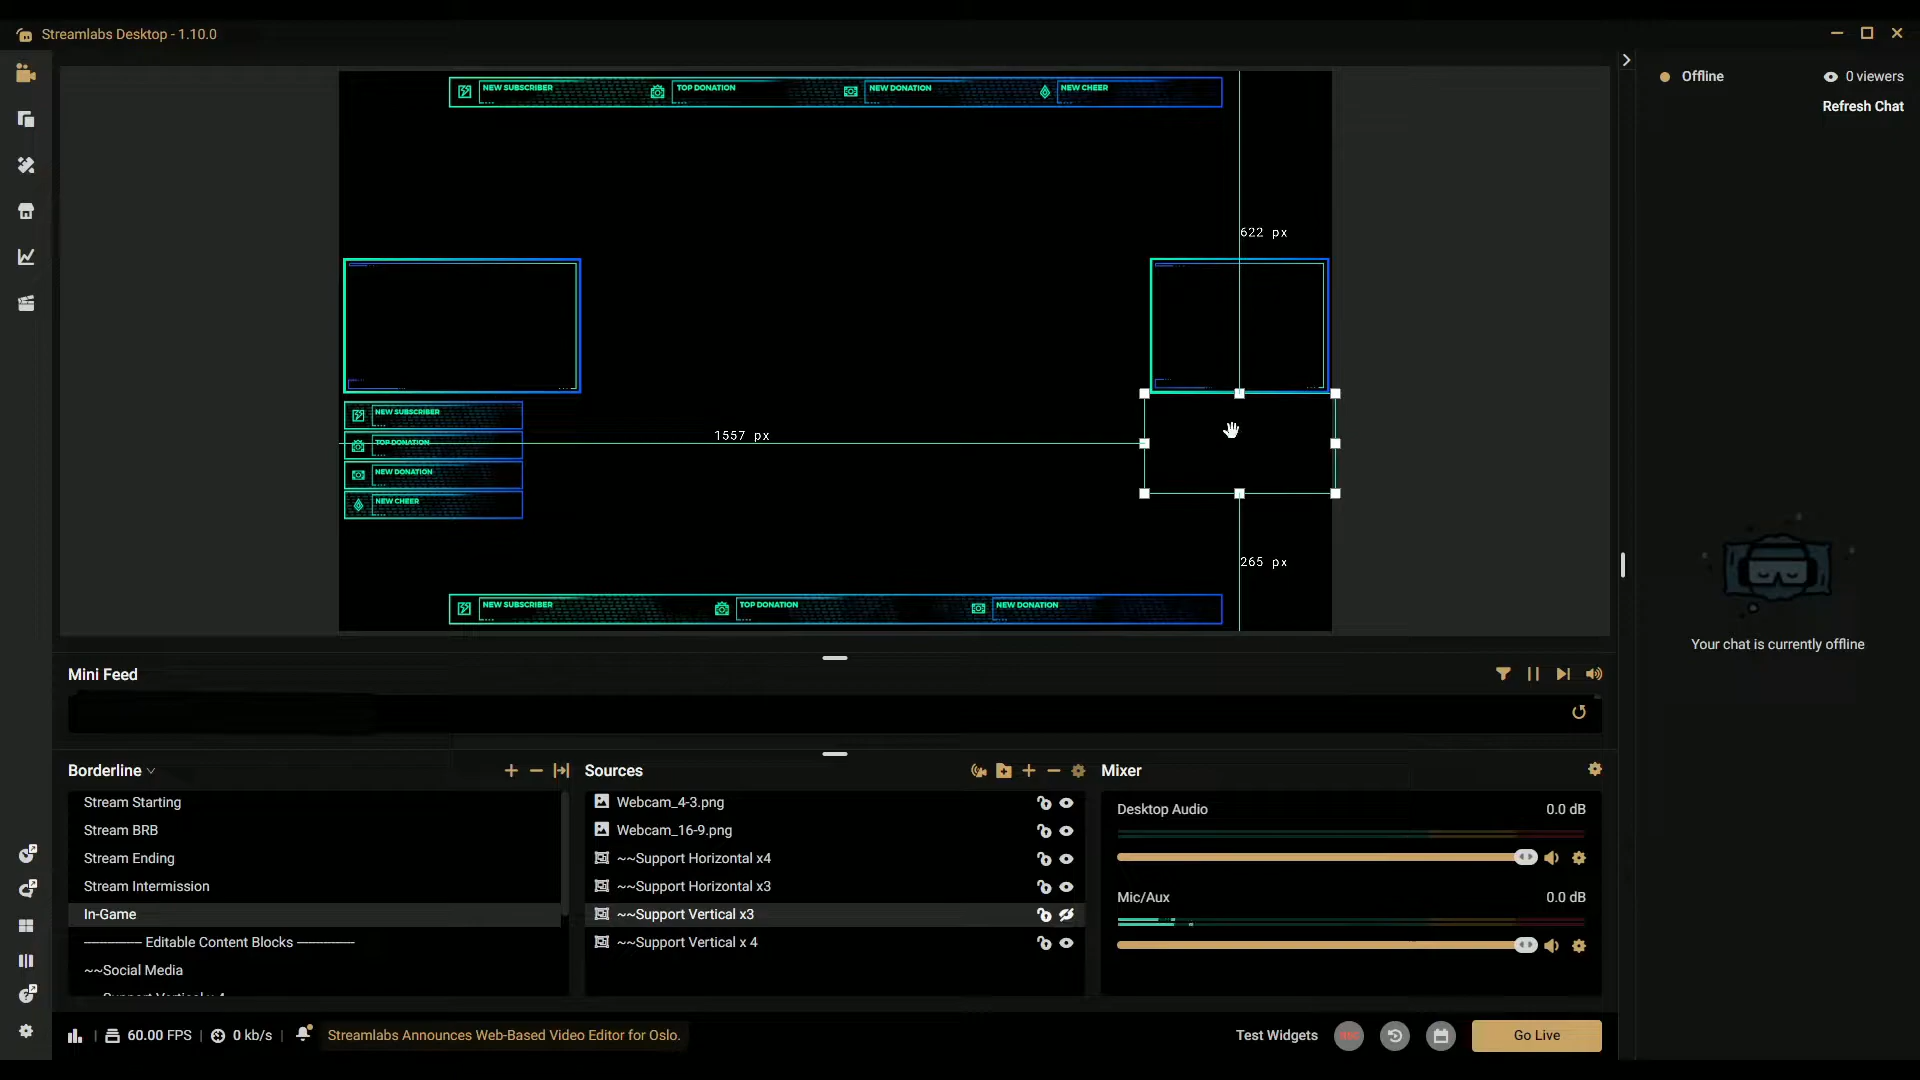 Streamlabs Desktop - 1.10.0
Offline
0 viewers
Refresh Chat
NEW SUBSCRIBER
TOP DONATION
NEW DONATION
NEW CHEER
622 px
NEW SUBSCRIBER
TOP DONATION
NEW DONATION
NEW CHEER
1557 px
265 px
NEW SUBSCRIBER
TOP DONATION
NEW DONATION
Your chat is currently offline
Mini Feed
Borderline
Stream Starting
Stream BRB
Stream Ending
Stream Intermission
In-Game
Editable Content Blocks
~~Social Media
Sources
Webcam_4-3.png
Webcam_16-9.png
~~Support Horizontal x4
~~Support Horizontal x3
~~Support Vertical x3
~~Support Vertical x 4
Mixer
Desktop Audio
0.0 dB
Mic/Aux
0.0 dB
60.00 FPS
0 kb/s
Streamlabs Announces Web-Based Video Editor for Oslo.
Test Widgets
REC
Go Live